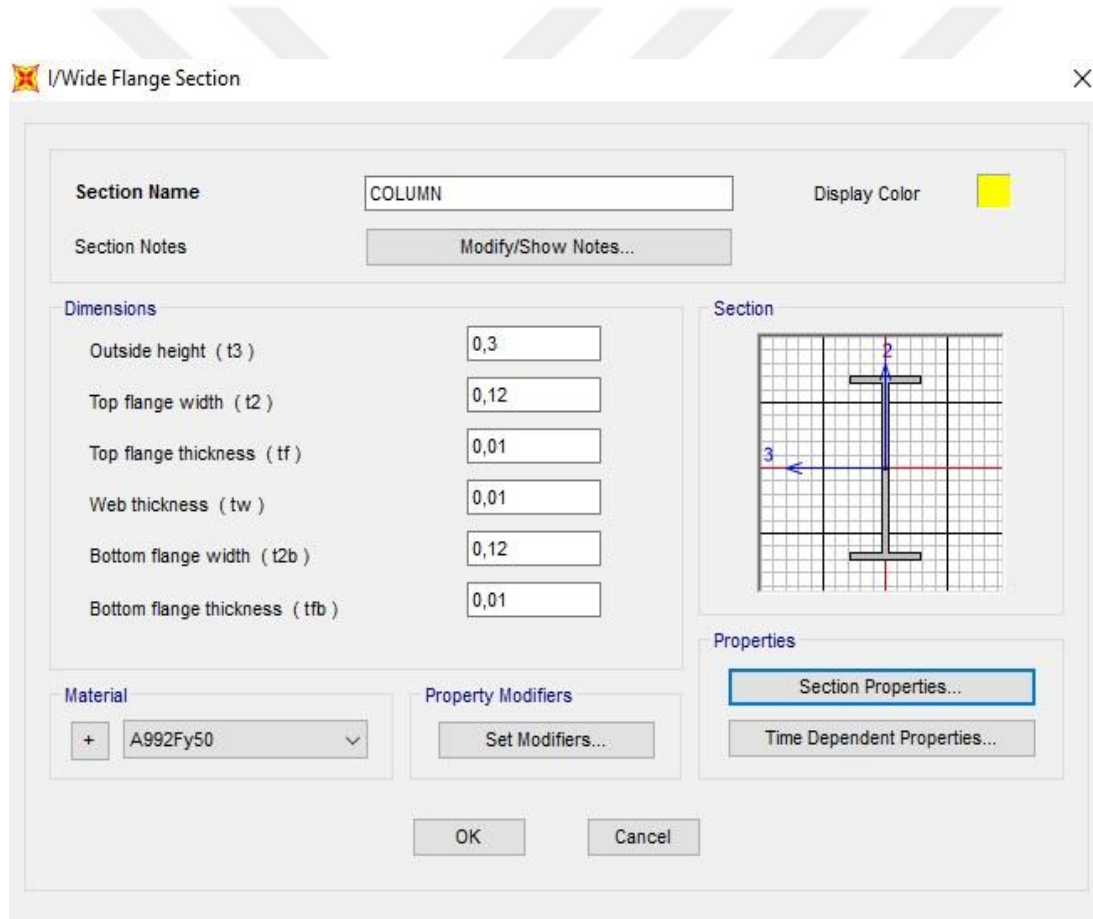 I/Wide Flange Section
Section Name COLUMN Display Color
Section Notes Modify/Show Notes...
Dimensions
Outside height ( t3 ) 0,3
Top flange width ( t2 ) 0,12
Top flange thickness ( tf ) 0,01
Web thickness ( tw ) 0,01
Bottom flange width ( t2b ) 0,12
Bottom flange thickness ( tfb ) 0,01
Section
2
3
Material
+ A992Fy50
Property Modifiers
Set Modifiers...
Properties
Section Properties...
Time Dependent Properties...
OK Cancel